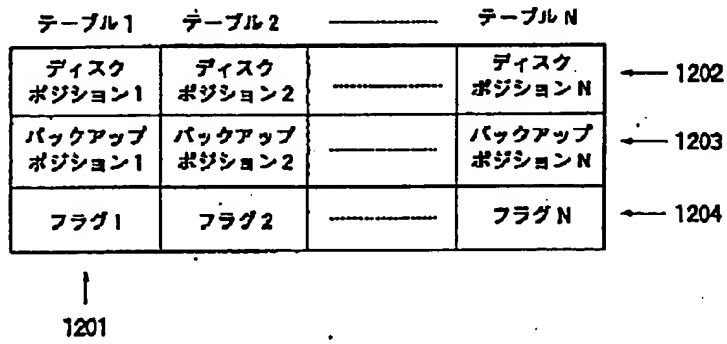 テーブル1 テーブル2 テーブルN
ディスク ディスク ディスク
ポジション1 ポジション2 ポジションN
← 1202
バックアップ バックアップ バックアップ
ポジション1 ポジション2 ポジションN
← 1203
フラグ1 フラグ2 フラグN
← 1204
↑
1201